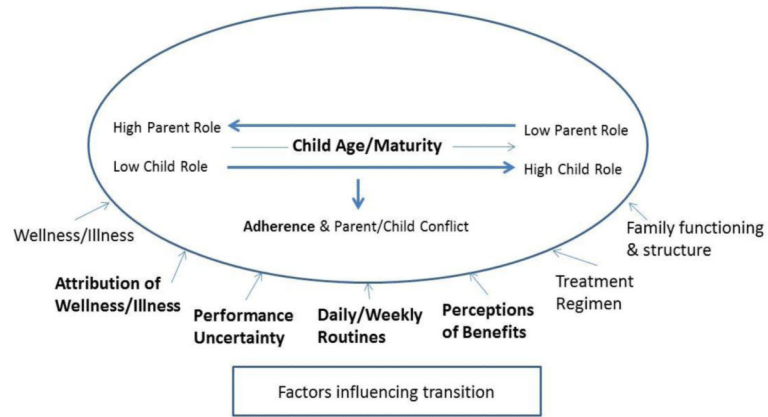 High Parent Role
Low Parent Role
Child Age/Maturity
Low Child Role
High Child Role
Adherence & Parent/Child Conflict
Wellness/Illness
Attribution of
Wellness/Illness
Performance
Uncertainty
Daily/Weekly
Routines
Perceptions
of Benefits
Treatment
Regimen
Family functioning
& structure
Factors influencing transition